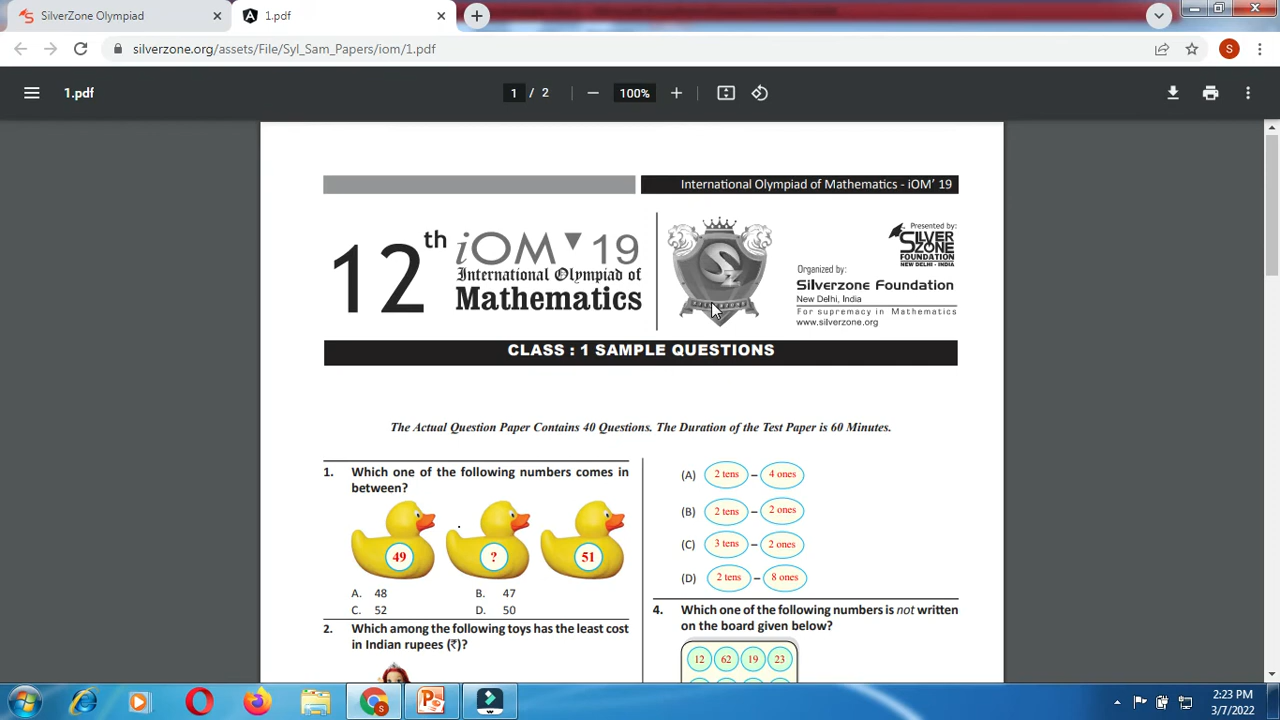 SilverZone Olympiad
1.pdf
silverzone.org/assets/File/Syl_Sam_Papers/iom/1.pdf
S
1.pdf
1 / 2
100%
International Olympiad of Mathematics - iOM' 19
12th iOM 19
International Olympiad of
Mathematics
Presented by:
SILVER
ZONE
FOUNDATION
NEW DELHI - INDIA
Organized by:
Silverzone Foundation
New Delhi, India
For supremacy in Mathematics
www.silverzone.org
CLASS : 1 SAMPLE QUESTIONS
The Actual Question Paper Contains 40 Questions. The Duration of the Test Paper is 60 Minutes.
1. Which one of the following numbers comes in
between?
49 ? 51
A. 48 B. 47
C. 52 D. 50
2. Which among the following toys has the least cost
in Indian rupees (₹)?
(A) 2 tens – 4 ones
(B) 2 tens – 2 ones
(C) 3 tens – 2 ones
(D) 2 tens – 8 ones
4. Which one of the following numbers is not written
on the board given below?
12 62 19 23
2:23 PM
3/7/2022